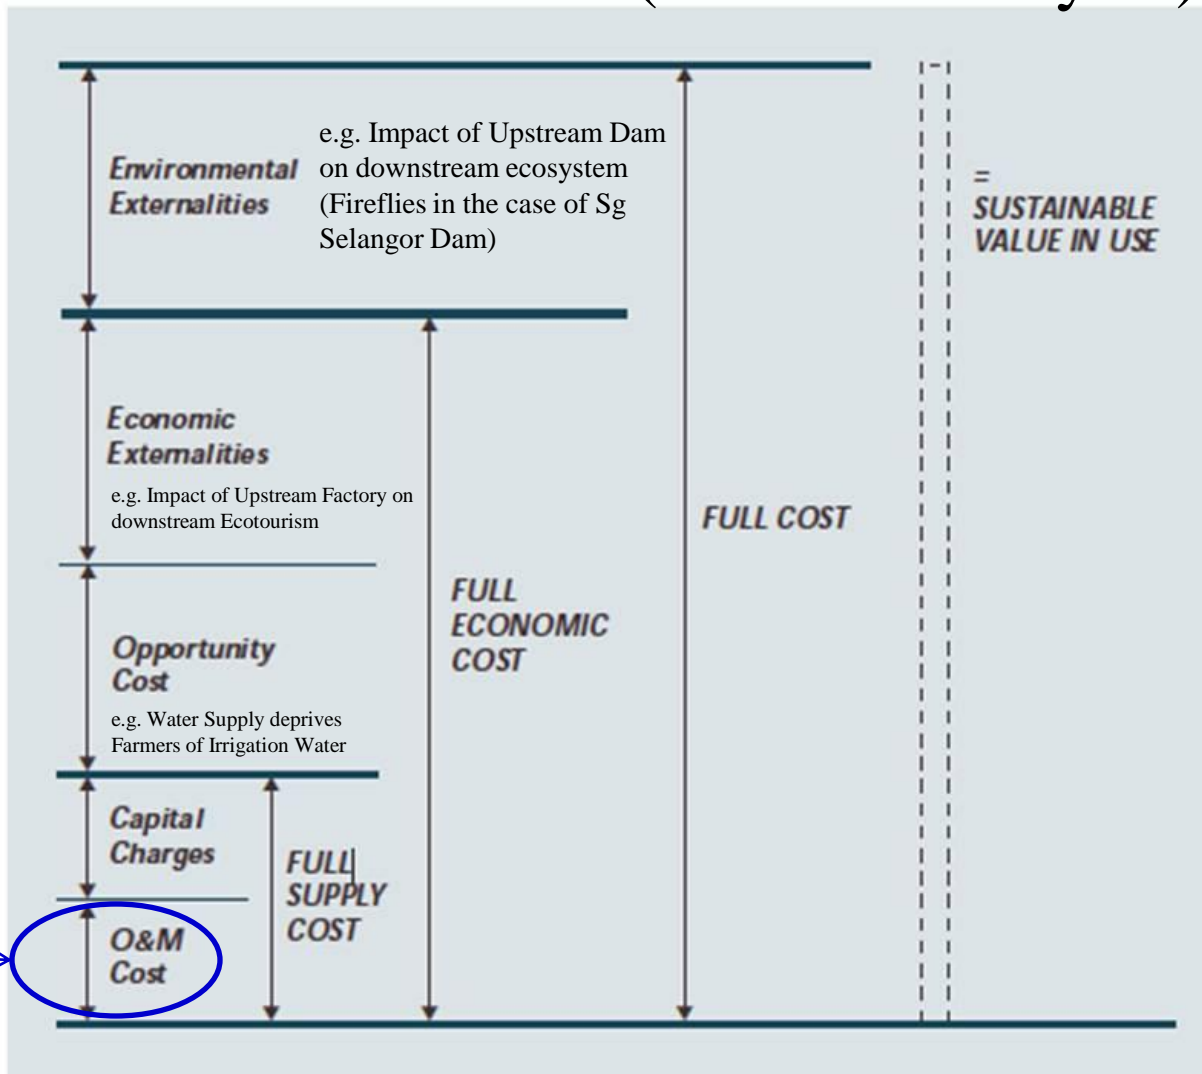 e.g. Impact of Upstream Dam
on downstream ecosystem
(Fireflies in the case of Sg
Selangor Dam)
Environmental
Externalities
=
SUSTAINABLE
VALUE IN USE
Economic
Externalities
e.g. Impact of Upstream Factory on
downstream Ecotourism
FULL COST
FULL
ECONOMIC
COST
Opportunity
Cost
e.g. Water Supply deprives
Farmers of Irrigation Water
Capital
Charges
FULL
SUPPLY
COST
O&M
Cost